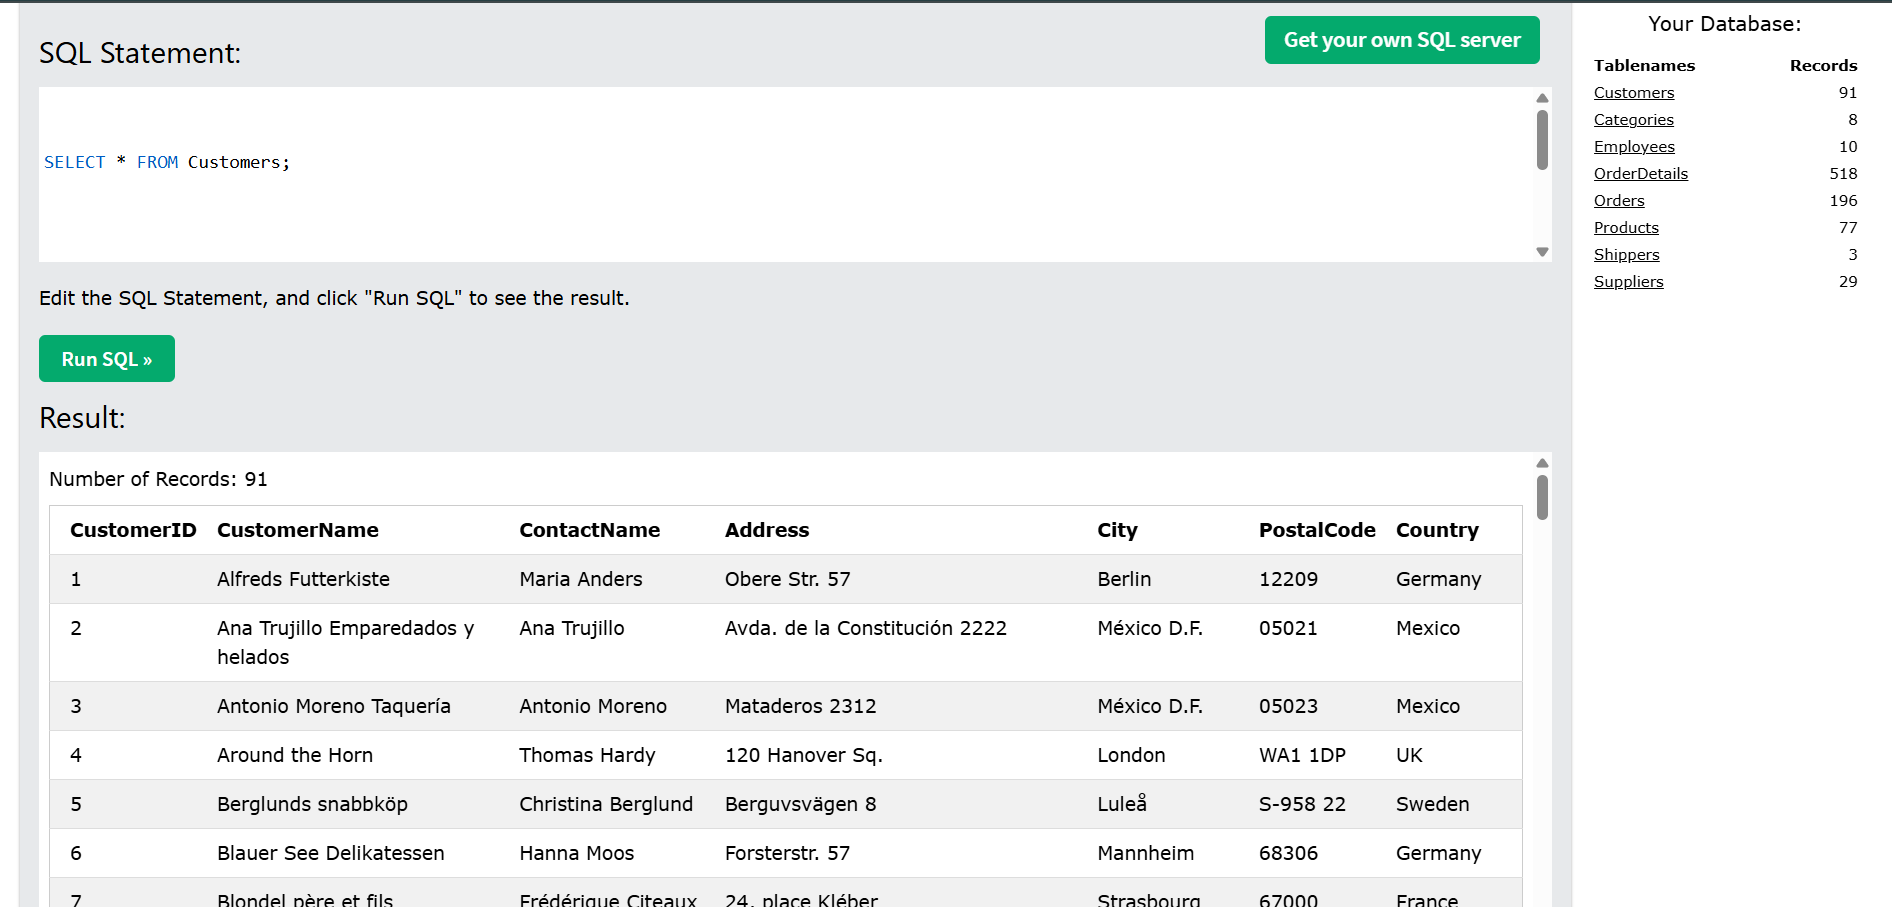 SQL Statement:
Get your own SQL server
SELECT * FROM Customers;
Edit the SQL Statement, and click "Run SQL" to see the result.
Run SQL »
Result:
Number of Records: 91
CustomerID CustomerName ContactName Address City PostalCode Country
1 Alfreds Futterkiste Maria Anders Obere Str. 57 Berlin 12209 Germany
2 Ana Trujillo Emparedados y Ana Trujillo Avda. de la Constitución 2222 México D.F. 05021 Mexico
helados
3 Antonio Moreno Taquería Antonio Moreno Mataderos 2312 México D.F. 05023 Mexico
4 Around the Horn Thomas Hardy 120 Hanover Sq. London WA1 1DP UK
5 Berglunds snabbköp Christina Berglund Berguvsvägen 8 Luleå S-958 22 Sweden
6 Blauer See Delikatessen Hanna Moos Forsterstr. 57 Mannheim 68306 Germany
7 Blondel père et fils Frédérique Citeaux 24, place Kléber Strasbourg 67000 France
Your Database:
Tablenames Records
Customers 91
Categories 8
Employees 10
OrderDetails 518
Orders 196
Products 77
Shippers 3
Suppliers 29